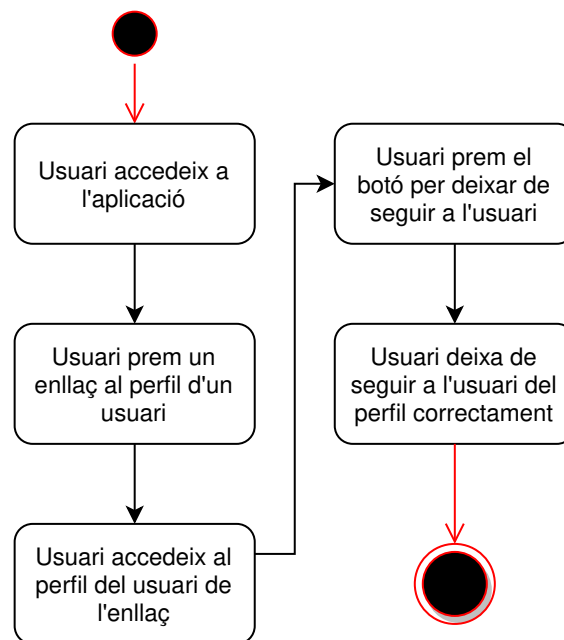 Usuari accedeix a
l'aplicació
Usuari prem un
enllaç al perfil d'un
usuari
Usuari accedeix al
perfil del usuari de
l'enllaç
Usuari prem el
botó per deixar de
seguir a l'usuari
Usuari deixa de
seguir a l'usuari del
perfil correctament